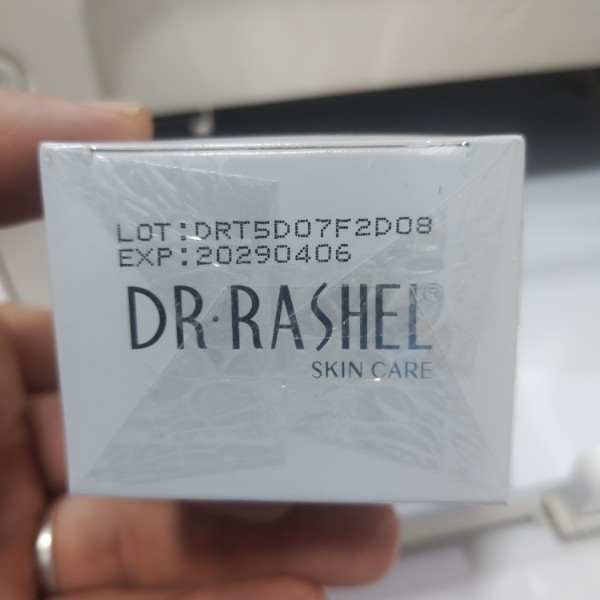 LOT:DRT5D07F2D08
EXP:20290406
DR·RASHEL®
SKIN CARE